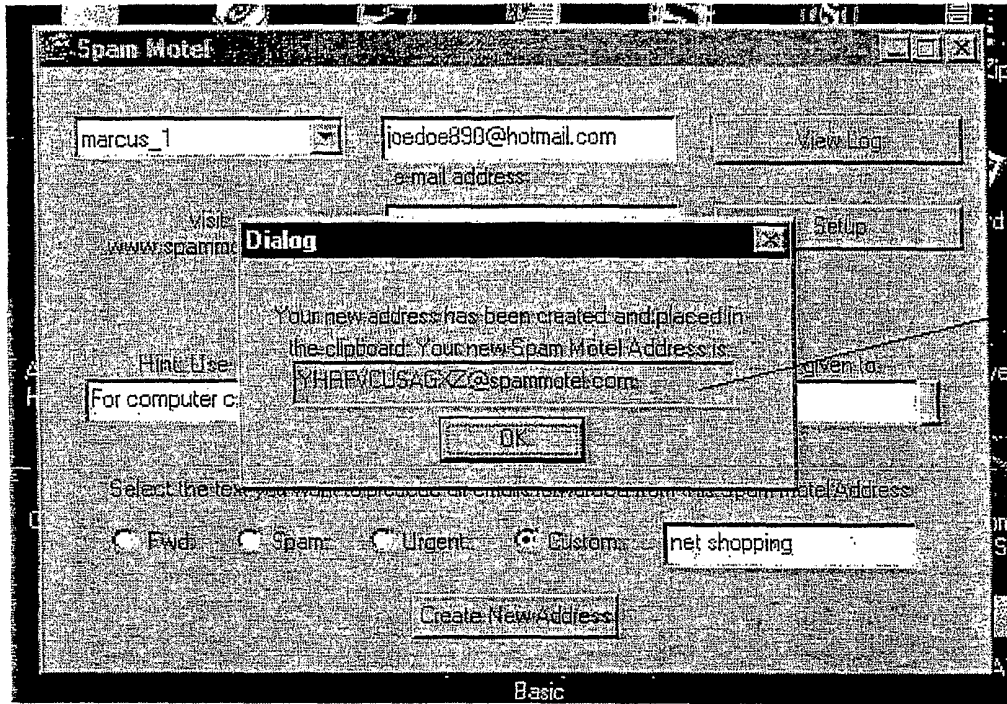 Spam Motel
marcus_1
joedoe890@hotmail.com
View Log
e-mail address:
Visit
www.spammo
Setup
Dialog
Your new address has been created and placed in
the clipboard. Your new Spam Motel Address is:
@spammotel.com
OK
Hint: Use
given to:
For computer c
Select the text you want to precede all emails forwarded from this Spam Motel Address
Fwd:
Spam:
Urgent:
Custom:
net shopping
Create New Address
Basic